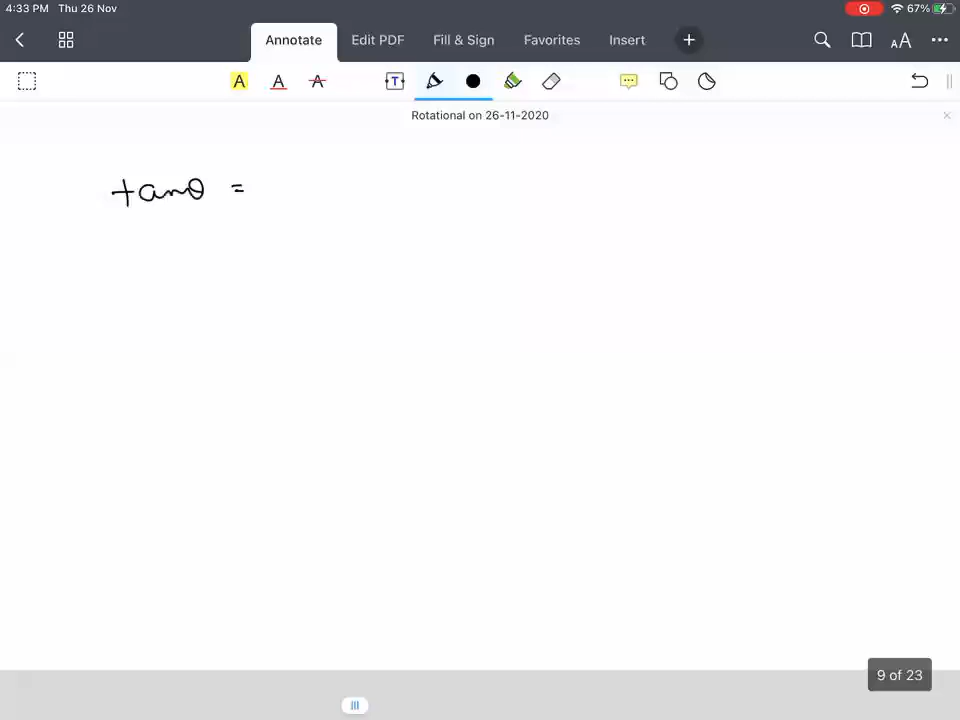 4:33 PM Thu 26 Nov 67%
Annotate Edit PDF Fill & Sign Favorites Insert +
Rotational on 26-11-2020
tanθ =
9 of 23